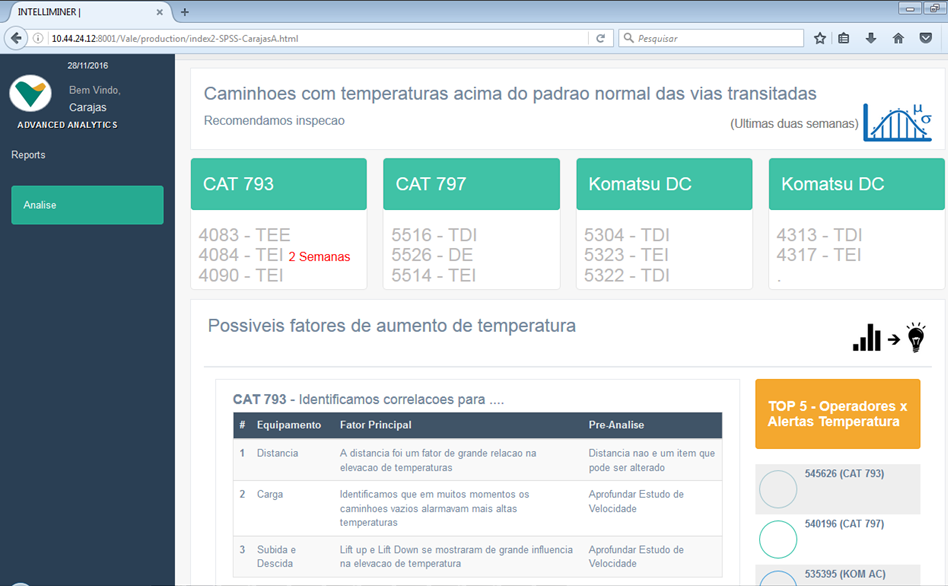 INTELLIMINER |
10.44.24.12:8001/Vale/production/index2-SPSS-CarajasA.html
Pesquisar
28/11/2016
Bem Vindo,
Carajas
ADVANCED ANALYTICS
Reports
Analise
Caminhoes com temperaturas acima do padrao normal das vias transitadas
Recomendamos inspecao
(Ultimas duas semanas)
μ
σ
CAT 793
4083 - TEE
4084 - TEI 2 Semanas
4090 - TEI
CAT 797
5516 - TDI
5526 - DE
5514 - TEI
Komatsu DC
5304 - TDI
5323 - TEI
5322 - TDI
Komatsu DC
4313 - TDI
4317 - TEI
.
Possiveis fatores de aumento de temperatura
CAT 793 - Identificamos correlacoes para ....
# Equipamento Fator Principal Pre-Analise
1 Distancia A distancia foi um fator de grande relacao na Distancia nao e um item que
elevacao de temperaturas pode ser alterado
2 Carga Identificamos que em muitos momentos os Aprofundar Estudo de
caminhoes vazios alarmavam mais altas Velocidade
temperaturas
3 Subida e Lift up e Lift Down se mostraram de grande influencia Aprofundar Estudo de
Descida na elevacao de temperatura Velocidade
TOP 5 - Operadores x
Alertas Temperatura
545626 (CAT 793)
540196 (CAT 797)
535395 (KOM AC)